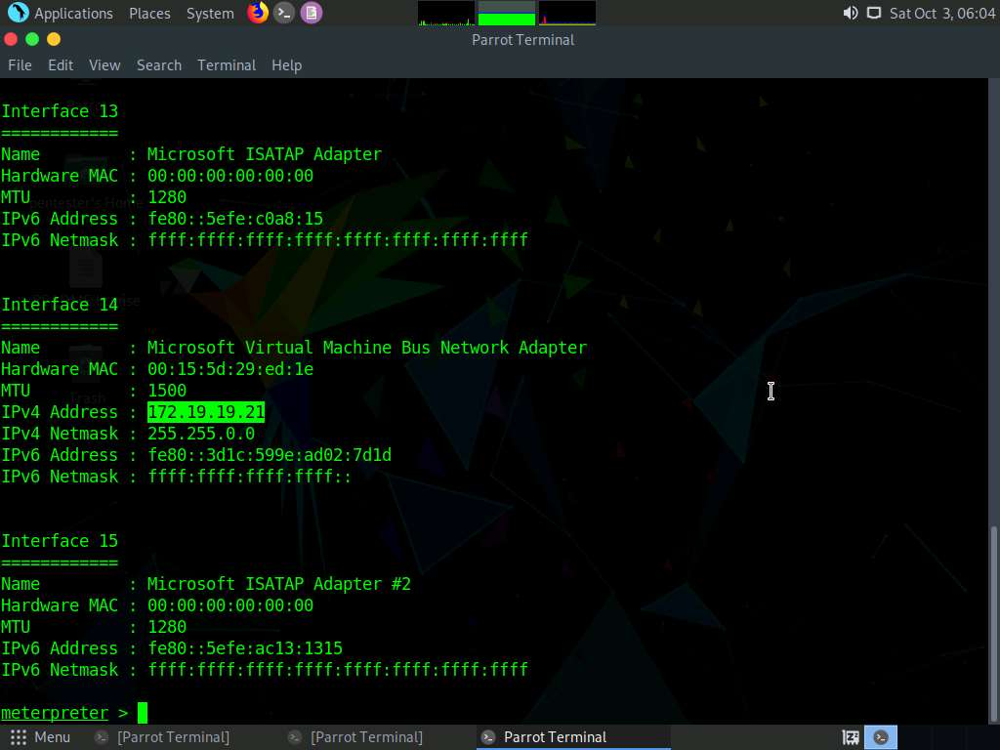 Applications Places System Sat Oct 3, 06:04
Parrot Terminal
File Edit View Search Terminal Help
Interface 13
============
Name : Microsoft ISATAP Adapter
Hardware MAC : 00:00:00:00:00:00
MTU : 1280
IPv6 Address : fe80::5efe:c0a8:15
IPv6 Netmask : ffff:ffff:ffff:ffff:ffff:ffff:ffff:ffff
Interface 14
============
Name : Microsoft Virtual Machine Bus Network Adapter
Hardware MAC : 00:15:5d:29:ed:1e
MTU : 1500
IPv4 Address : 172.19.19.21
IPv4 Netmask : 255.255.0.0
IPv6 Address : fe80::3d1c:599e:ad02:7d1d
IPv6 Netmask : ffff:ffff:ffff:ffff::
Trash
Interface 15
============
Name : Microsoft ISATAP Adapter #2
Hardware MAC : 00:00:00:00:00:00
MTU : 1280
IPv6 Address : fe80::5efe:ac13:1315
IPv6 Netmask : ffff:ffff:ffff:ffff:ffff:ffff:ffff:ffff
meterpreter >
Menu [Parrot Terminal] [Parrot Terminal] Parrot Terminal